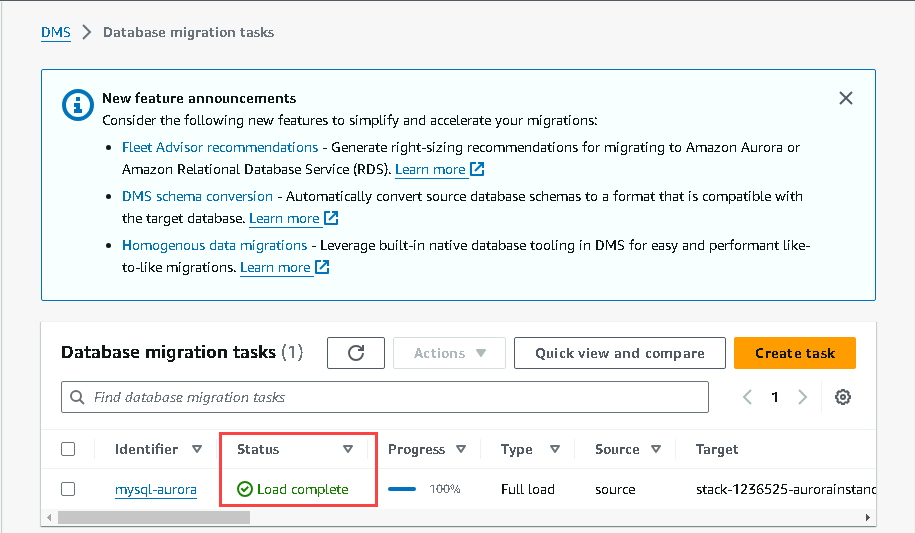 DMS > Database migration tasks
New feature announcements
Consider the following new features to simplify and accelerate your migrations:
• Fleet Advisor recommendations - Generate right-sizing recommendations for migrating to Amazon Aurora or
Amazon Relational Database Service (RDS). Learn more
• DMS schema conversion - Automatically convert source database schemas to a format that is compatible with
the target database. Learn more
• Homogenous data migrations - Leverage built-in native database tooling in DMS for easy and performant like-
to-like migrations. Learn more
Database migration tasks (1) Actions Quick view and compare Create task
Find database migration tasks 1
Identifier Status Progress Type Source Target
mysql-aurora Load complete 100% Full load source stack-1236525-aurorainstanc